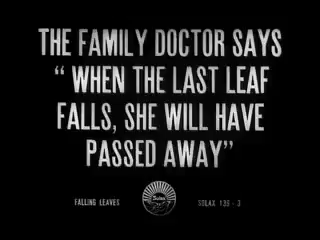 THE FAMILY DOCTOR SAYS
“ WHEN THE LAST LEAF
FALLS, SHE WILL HAVE
PASSED AWAY”
FALLING LEAVES
Solax
SOLAX 135 - 3